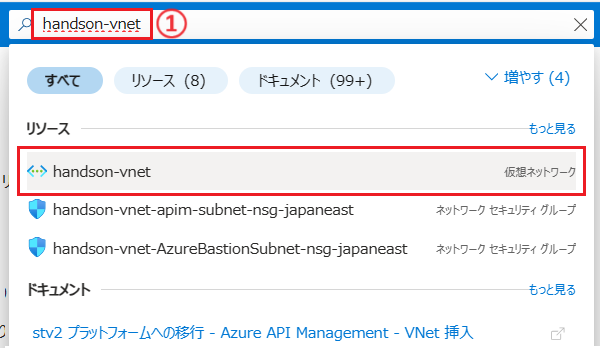 handson-vnet ①
すべて リソース (8) ドキュメント (99+) 増やす (4)
リソース もっと見る
handson-vnet 仮想ネットワーク
handson-vnet-apim-subnet-nsg-japaneast ネットワーク セキュリティ グループ
handson-vnet-AzureBastionSubnet-nsg-japaneast ネットワーク セキュリティ グループ
ドキュメント もっと見る
stv2 プラットフォームへの移行 - Azure API Management - VNet 挿入